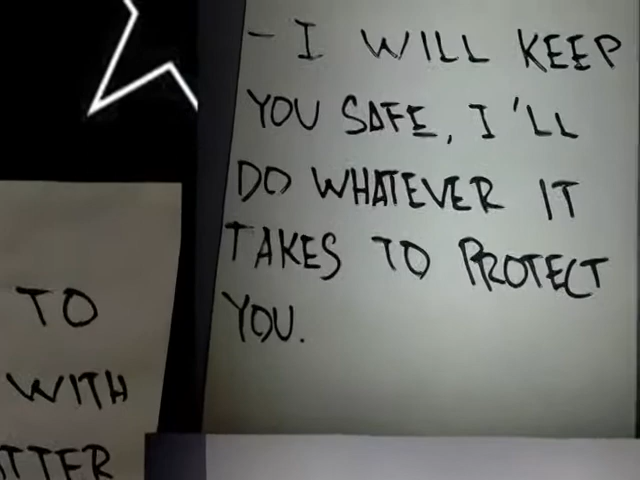 - I WILL KEEP
YOU SAFE, I'LL
DO WHATEVER IT
TAKES TO PROTECT
YOU.
TO
WITH